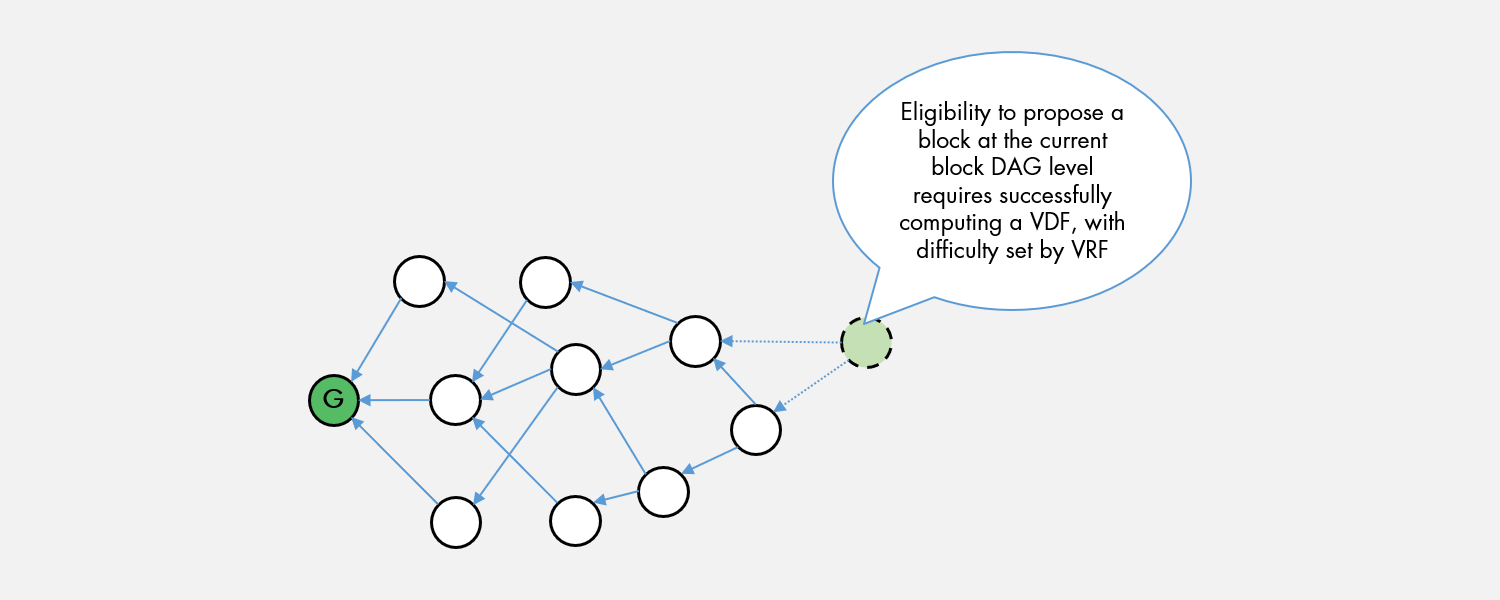 Eligibility to propose a
block at the current
block DAG level
requires successfully
computing a VDF, with
difficulty set by VRF
G